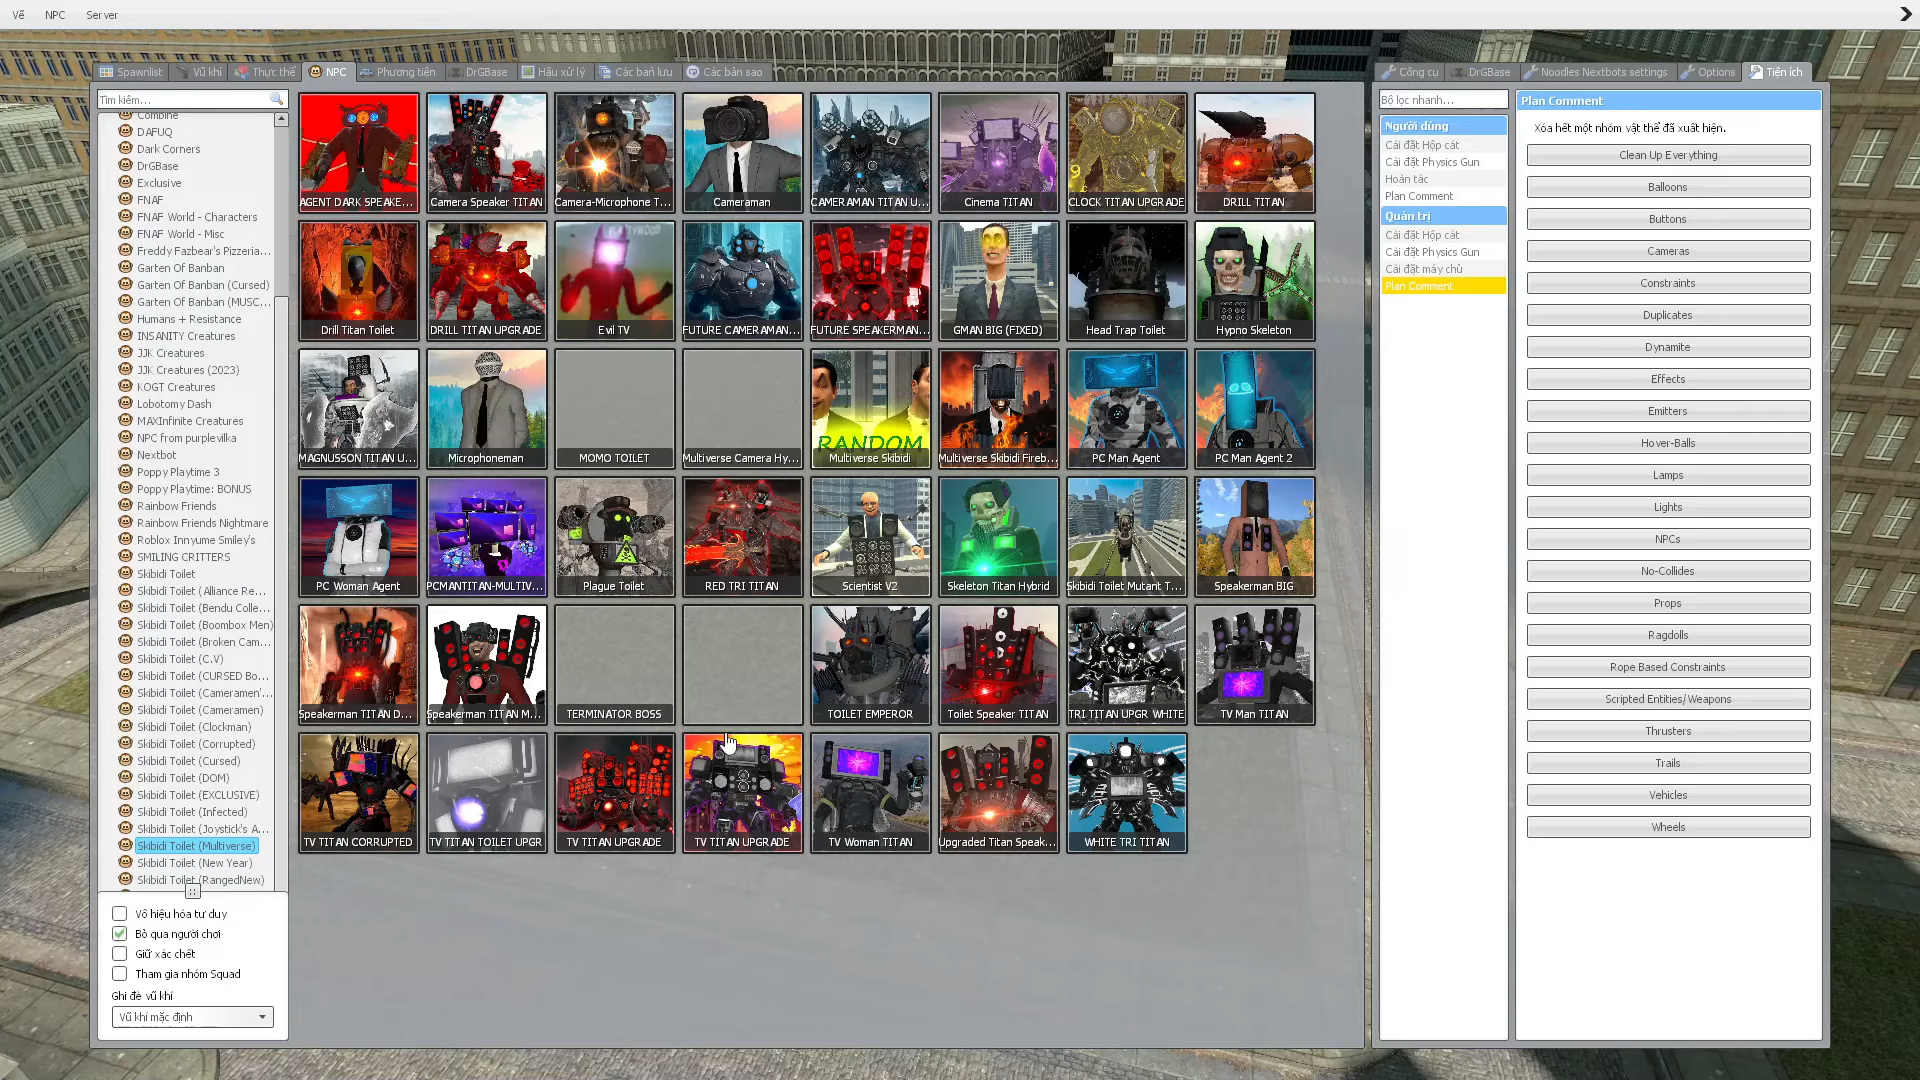 Vẽ NPC Server
Spawnlist Vũ khí Thực thể NPC Phương tiện DrGBase Hậu xử lý Các bản lưu Các bản sao
Công cụ DrGBase Noodles Nextbots settings Options Tiện ích
Tìm kiếm...
Combine
DAFUQ
Dark Corners
DrGBase
Exclusive
FNAF
FNAF World - Characters
FNAF World - Misc
Freddy Fazbear's Pizzeria...
Garten Of Banban
Garten Of Banban (Cursed)
Garten Of Banban (MUSC...
Humans + Resistance
INSANITY Creatures
JJK Creatures
JJK Creatures (2023)
KOGT Creatures
Lobotomy Dash
MAXInfinite Creatures
NPC from purplevilka
Nextbot
Poppy Playtime 3
Poppy Playtime: BONUS
Rainbow Friends
Rainbow Friends Nightmare
Roblox Innyume Smiley's
SMILING CRITTERS
Skibidi Toilet
Skibidi Toilet (Alliance Re...
Skibidi Toilet (Bendu Colle...
Skibidi Toilet (Boombox Men)
Skibidi Toilet (Broken Cam...
Skibidi Toilet (C.V)
Skibidi Toilet (CURSED Bo...
Skibidi Toilet (Cameramen'...
Skibidi Toilet (Cameramen)
Skibidi Toilet (Clockman)
Skibidi Toilet (Corrupted)
Skibidi Toilet (Cursed)
Skibidi Toilet (DOM)
Skibidi Toilet (EXCLUSIVE)
Skibidi Toilet (Infected)
Skibidi Toilet (Joystick's A...
Skibidi Toilet (Multiverse)
Skibidi Toilet (New Year)
Skibidi Toilet (RangedNew)
Vô hiệu hóa tư duy
Bỏ qua người chơi
Giữ xác chết
Tham gia nhóm Squad
Ghi đè vũ khí
Vũ khí mặc định
AGENT DARK SPEAKE... Camera Speaker TITAN Camera-Microphone T... Cameraman CAMERAMAN TITAN U... Cinema TITAN CLOCK TITAN UPGRADE DRILL TITAN
Drill Titan Toilet DRILL TITAN UPGRADE Evil TV FUTURE CAMERAMAN... FUTURE SPEAKERMAN... GMAN BIG (FIXED) Head Trap Toilet Hypno Skeleton
RANDOM
MAGNUSSON TITAN U... Microphoneman MOMO TOILET Multiverse Camera Hy... Multiverse Skibidi Multiverse Skibidi Fireb... PC Man Agent PC Man Agent 2
PC Woman Agent PCMANTITAN-MULTIV... Plague Toilet RED TRI TITAN Scientist V2 Skeleton Titan Hybrid Skibidi Toilet Mutant T... Speakerman BIG
Speakerman TITAN D... Speakerman TITAN M... TERMINATOR BOSS TOILET EMPEROR Toilet Speaker TITAN TRI TITAN UPGR WHITE TV Man TITAN
TV TITAN CORRUPTED TV TITAN TOILET UPGR TV TITAN UPGRADE TV TITAN UPGRADE TV Woman TITAN Upgraded Titan Speak... WHITE TRI TITAN
Bộ lọc nhanh...
Người dùng
Cài đặt Hộp cát
Cài đặt Physics Gun
Hoàn tác
Plan Comment
Quản trị
Cài đặt Hộp cát
Cài đặt Physics Gun
Cài đặt máy chủ
Plan Comment
Plan Comment
Xóa hết một nhóm vật thể đã xuất hiện.
Clean Up Everything
Balloons
Buttons
Cameras
Constraints
Duplicates
Dynamite
Effects
Emitters
Hover-Balls
Lamps
Lights
NPCs
No-Collides
Props
Ragdolls
Rope Based Constraints
Scripted Entities/Weapons
Thrusters
Trails
Vehicles
Wheels